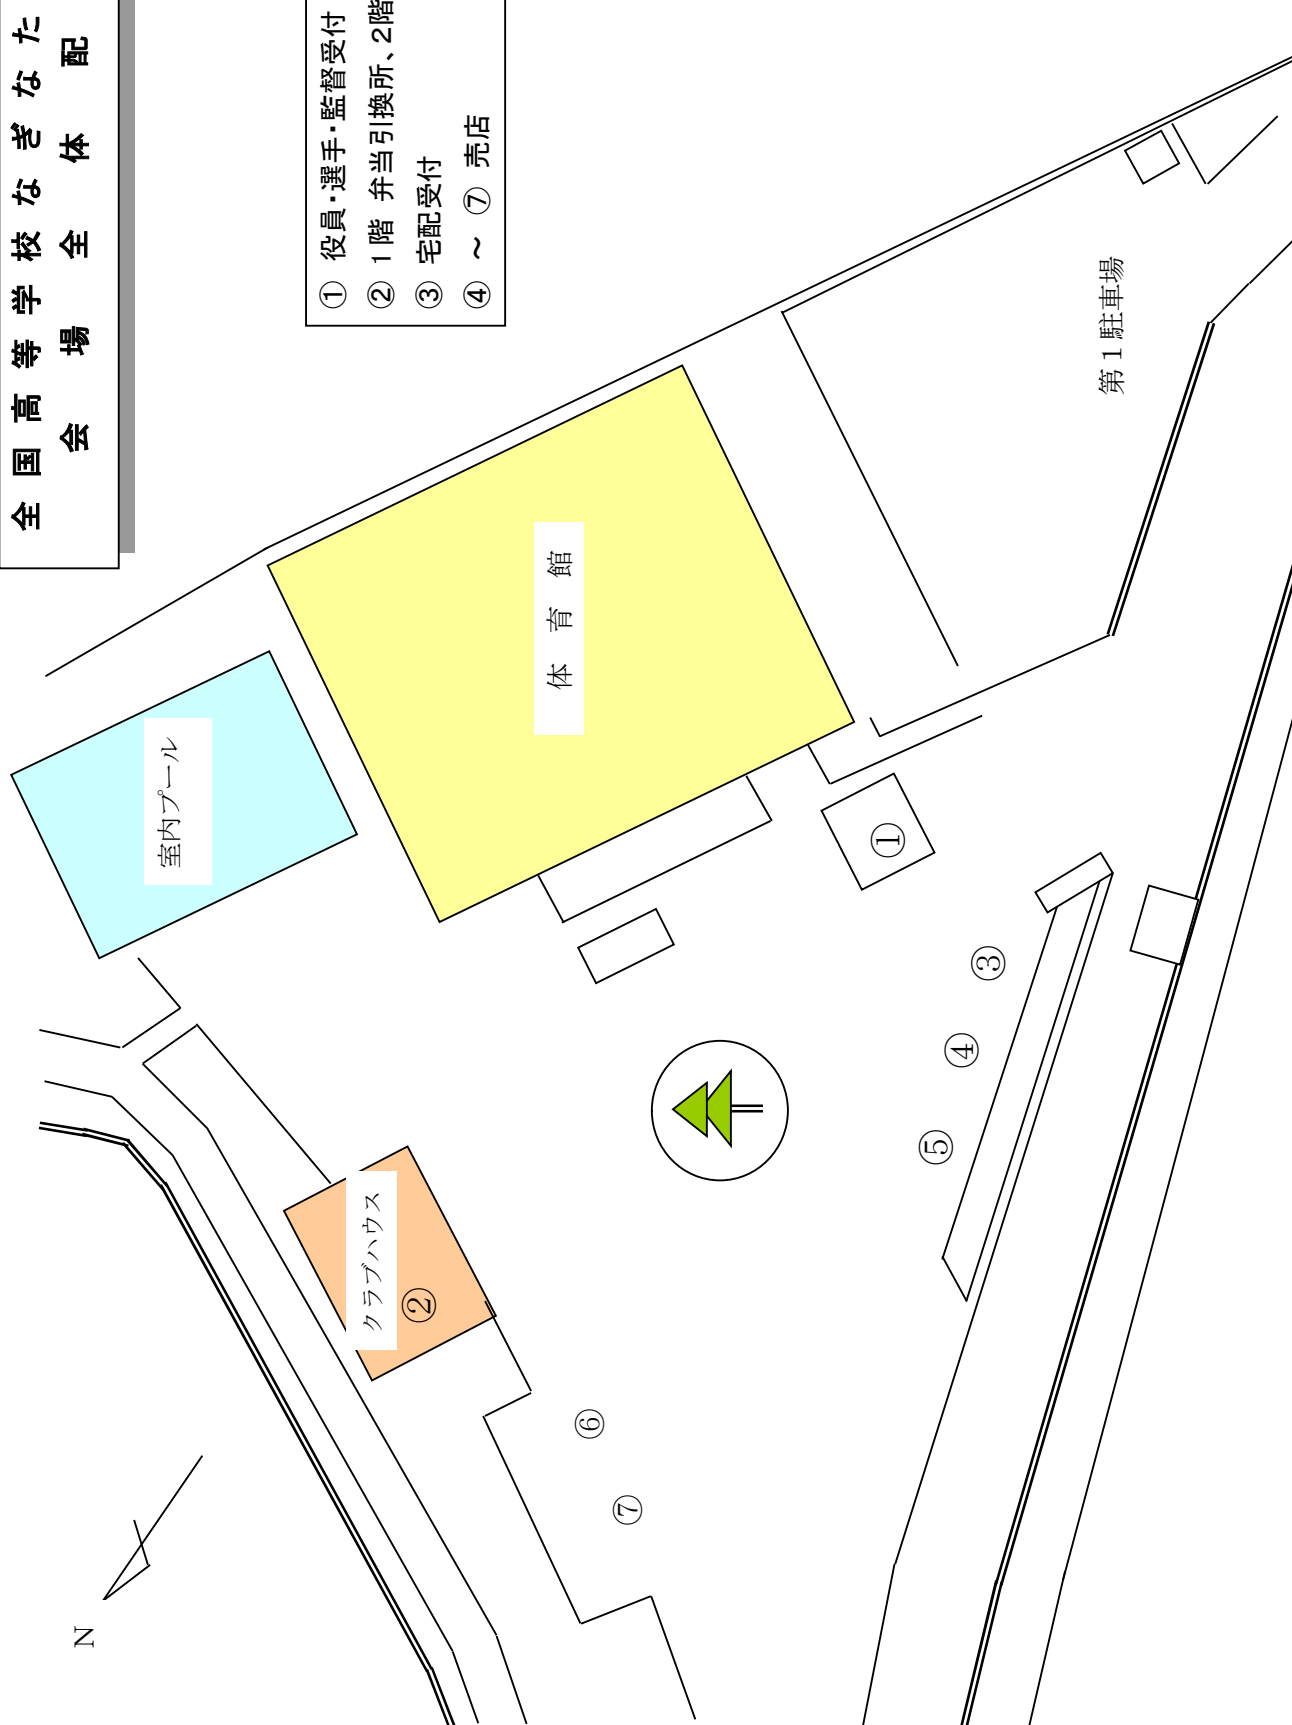 全国高等学校なぎなた
会場全体配
① 役員・選手・監督受付
② １階 弁当引換所、２階
③ 宅配受付
④ ～ ⑦ 売店
室内プール
体育館
第１駐車場
①
クラブハウス
②
③
④
⑤
⑥
⑦
N